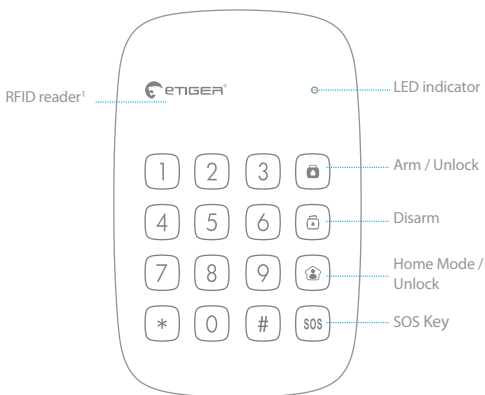 eTIGER®
RFID reader¹
LED indicator
1 2 3
Arm / Unlock
4 5 6
Disarm
7 8 9
Home Mode /
Unlock
* 0 # SOS
SOS Key